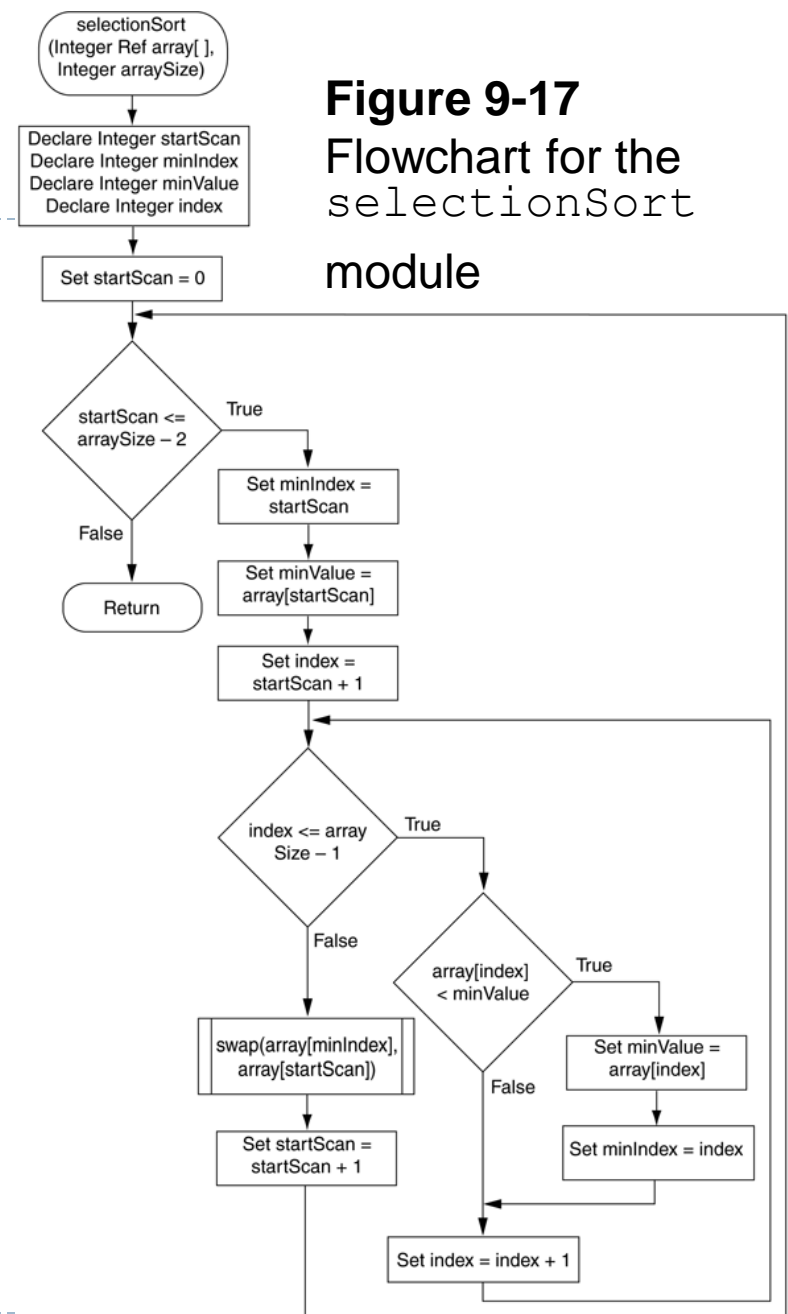 selectionSort
(Integer Ref array[ ],
Integer arraySize)
Figure 9-17
Flowchart for the
selectionSort
module
Declare Integer startScan
Declare Integer minIndex
Declare Integer minValue
Declare Integer index
Set startScan = 0
startScan <=
arraySize – 2
True
False
Return
Set minIndex =
startScan
Set minValue =
array[startScan]
Set index =
startScan + 1
index <= array
Size – 1
True
False
array[index]
< minValue
True
False
Set minValue =
array[index]
Set minIndex = index
Set index = index + 1
swap(array[minIndex],
array[startScan])
Set startScan =
startScan + 1